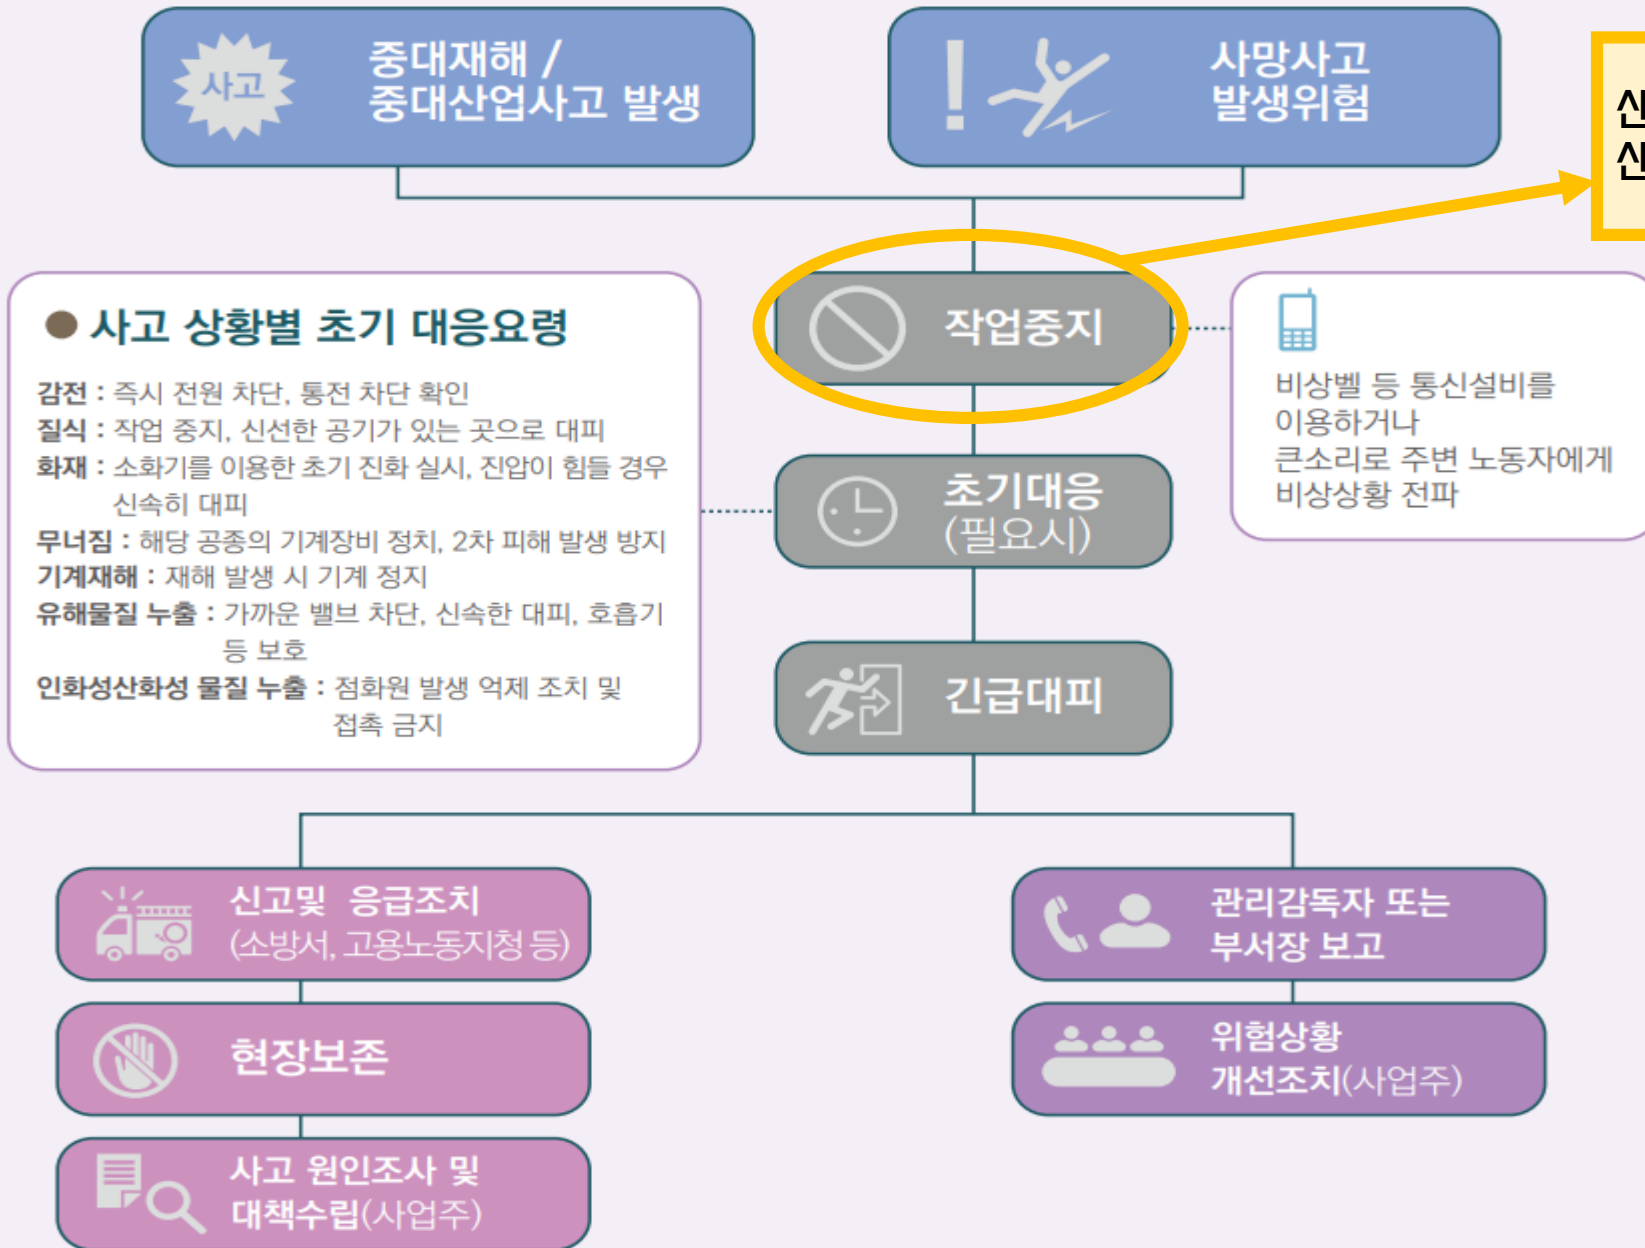 사고
중대재해 /
중대산업사고 발생
사망사고
발생위험
작업중지
비상벨 등 통신설비를
이용하거나
큰소리로 주변 노동자에게
비상상황 전파
● 사고 상황별 초기 대응요령
감전 : 즉시 전원 차단, 통전 차단 확인
질식 : 작업 중지, 신선한 공기가 있는 곳으로 대피
화재 : 소화기를 이용한 초기 진화 실시, 진압이 힘들 경우
신속히 대피
무너짐 : 해당 공종의 기계장비 정치, 2차 피해 발생 방지
기계재해 : 재해 발생 시 기계 정지
유해물질 누출 : 가까운 밸브 차단, 신속한 대피, 호흡기
등 보호
인화성산화성 물질 누출 : 점화원 발생 억제 조치 및
접촉 금지
초기대응
(필요시)
긴급대피
신고및 응급조치
(소방서, 고용노동지청 등)
현장보존
사고 원인조사 및
대책수립(사업주)
관리감독자 또는
부서장 보고
위험상황
개선조치(사업주)